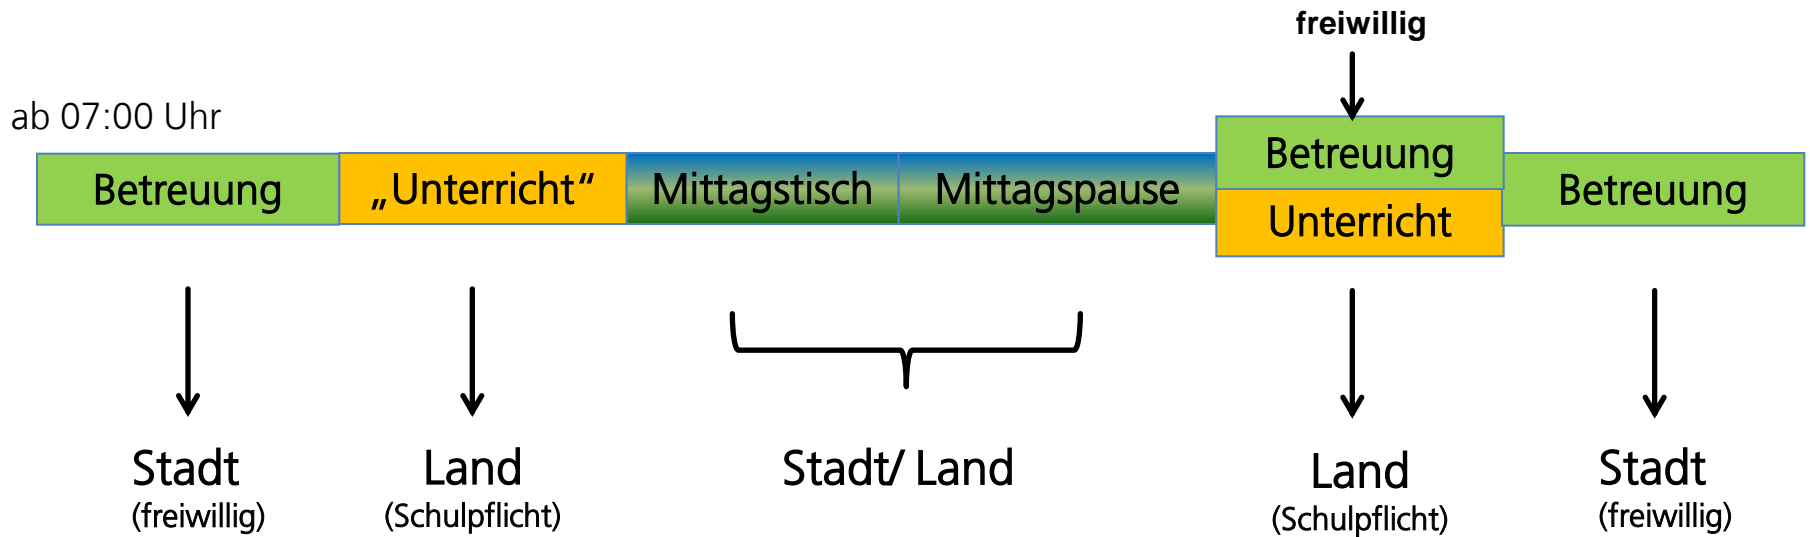 freiwillig
ab 07:00 Uhr
Betreuung
„Unterricht“
Mittagstisch
Mittagspause
Betreuung
Unterricht
Betreuung
Stadt
(freiwillig)
Land
(Schulpflicht)
Stadt/ Land
Land
(Schulpflicht)
Stadt
(freiwillig)